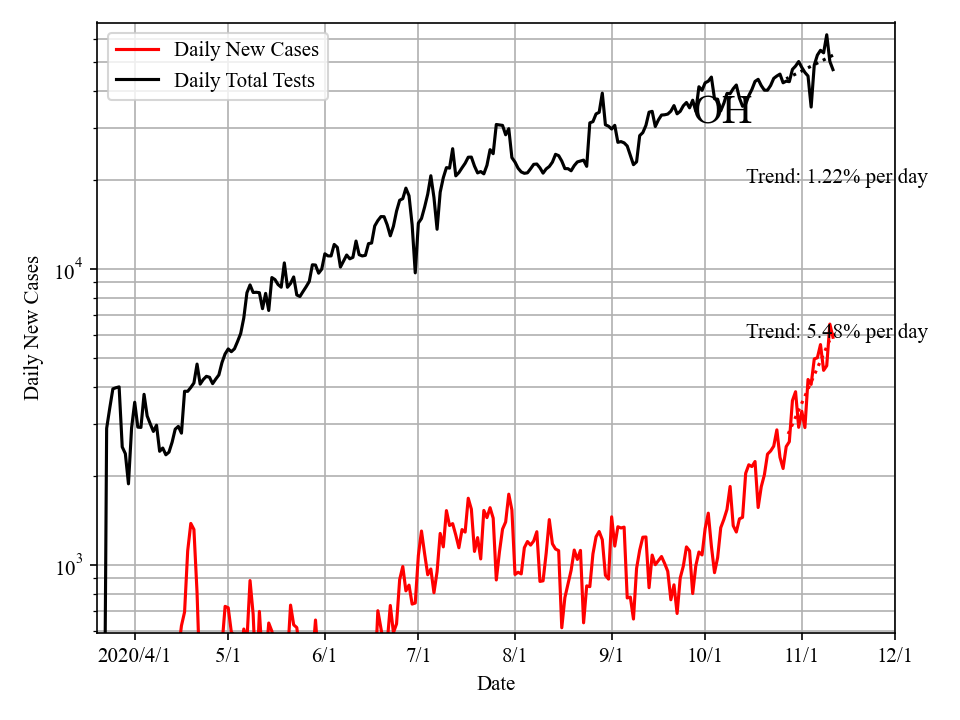 Daily New Cases
Daily Total Tests
OH
Trend: 1.22% per day
Trend: 5.48% per day
10^4
10^3
Daily New Cases
2020/4/1 5/1 6/1 7/1 8/1 9/1 10/1 11/1 12/1
Date